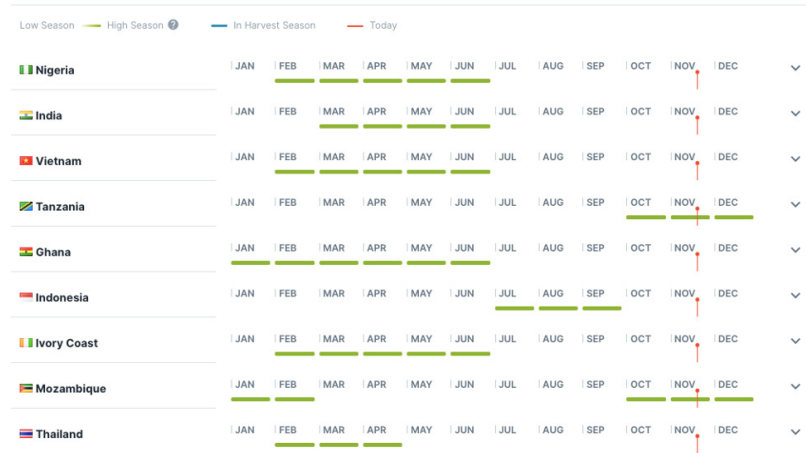 Low Season High Season ? In Harvest Season Today
Nigeria JAN FEB MAR APR MAY JUN JUL AUG SEP OCT NOV DEC
India JAN FEB MAR APR MAY JUN JUL AUG SEP OCT NOV DEC
Vietnam JAN FEB MAR APR MAY JUN JUL AUG SEP OCT NOV DEC
Tanzania JAN FEB MAR APR MAY JUN JUL AUG SEP OCT NOV DEC
Ghana JAN FEB MAR APR MAY JUN JUL AUG SEP OCT NOV DEC
Indonesia JAN FEB MAR APR MAY JUN JUL AUG SEP OCT NOV DEC
Ivory Coast JAN FEB MAR APR MAY JUN JUL AUG SEP OCT NOV DEC
Mozambique JAN FEB MAR APR MAY JUN JUL AUG SEP OCT NOV DEC
Thailand JAN FEB MAR APR MAY JUN JUL AUG SEP OCT NOV DEC